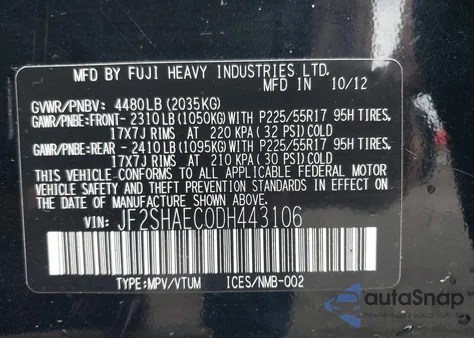 MFD BY FUJI HEAVY INDUSTRIES LTD.
MFD IN 10/12
GVWR/PNBV: 4480LB (2035KG)
GAWR/PNBE:FRONT-2310LB(1050KG)WITH P225/55R17 95H TIRES,
17X7J RIMS AT 220 KPA( 32 PSI)COLD
GAWR/PNBE:REAR -2410LB(1095KG)WITH P225/55R17 95H TIRES,
17X7J RIMS AT 210 KPA( 30 PSI)COLD
THIS VEHICLE CONFORMS TO ALL APPLICABLE FEDERAL MOTOR
VEHICLE SAFETY AND THEFT PREVENTION STANDARDS IN EFFECT
ON THE DATE OF MANUFACTURE SHOWN ABOVE.
VIN: JF2SHAEC0DH443106
TYPE:MPV/VTUM ICES/NMB-002
autoSnap